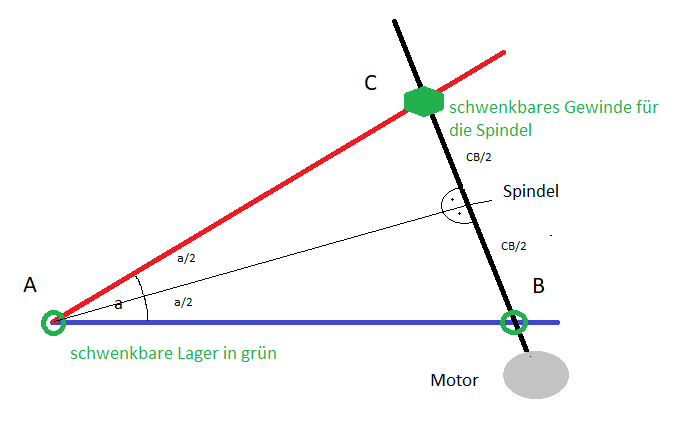 C
schwenkbares Gewinde für
die Spindel
CB/2
Spindel
a/2
CB/2
A
a
a/2
B
schwenkbare Lager in grün
Motor